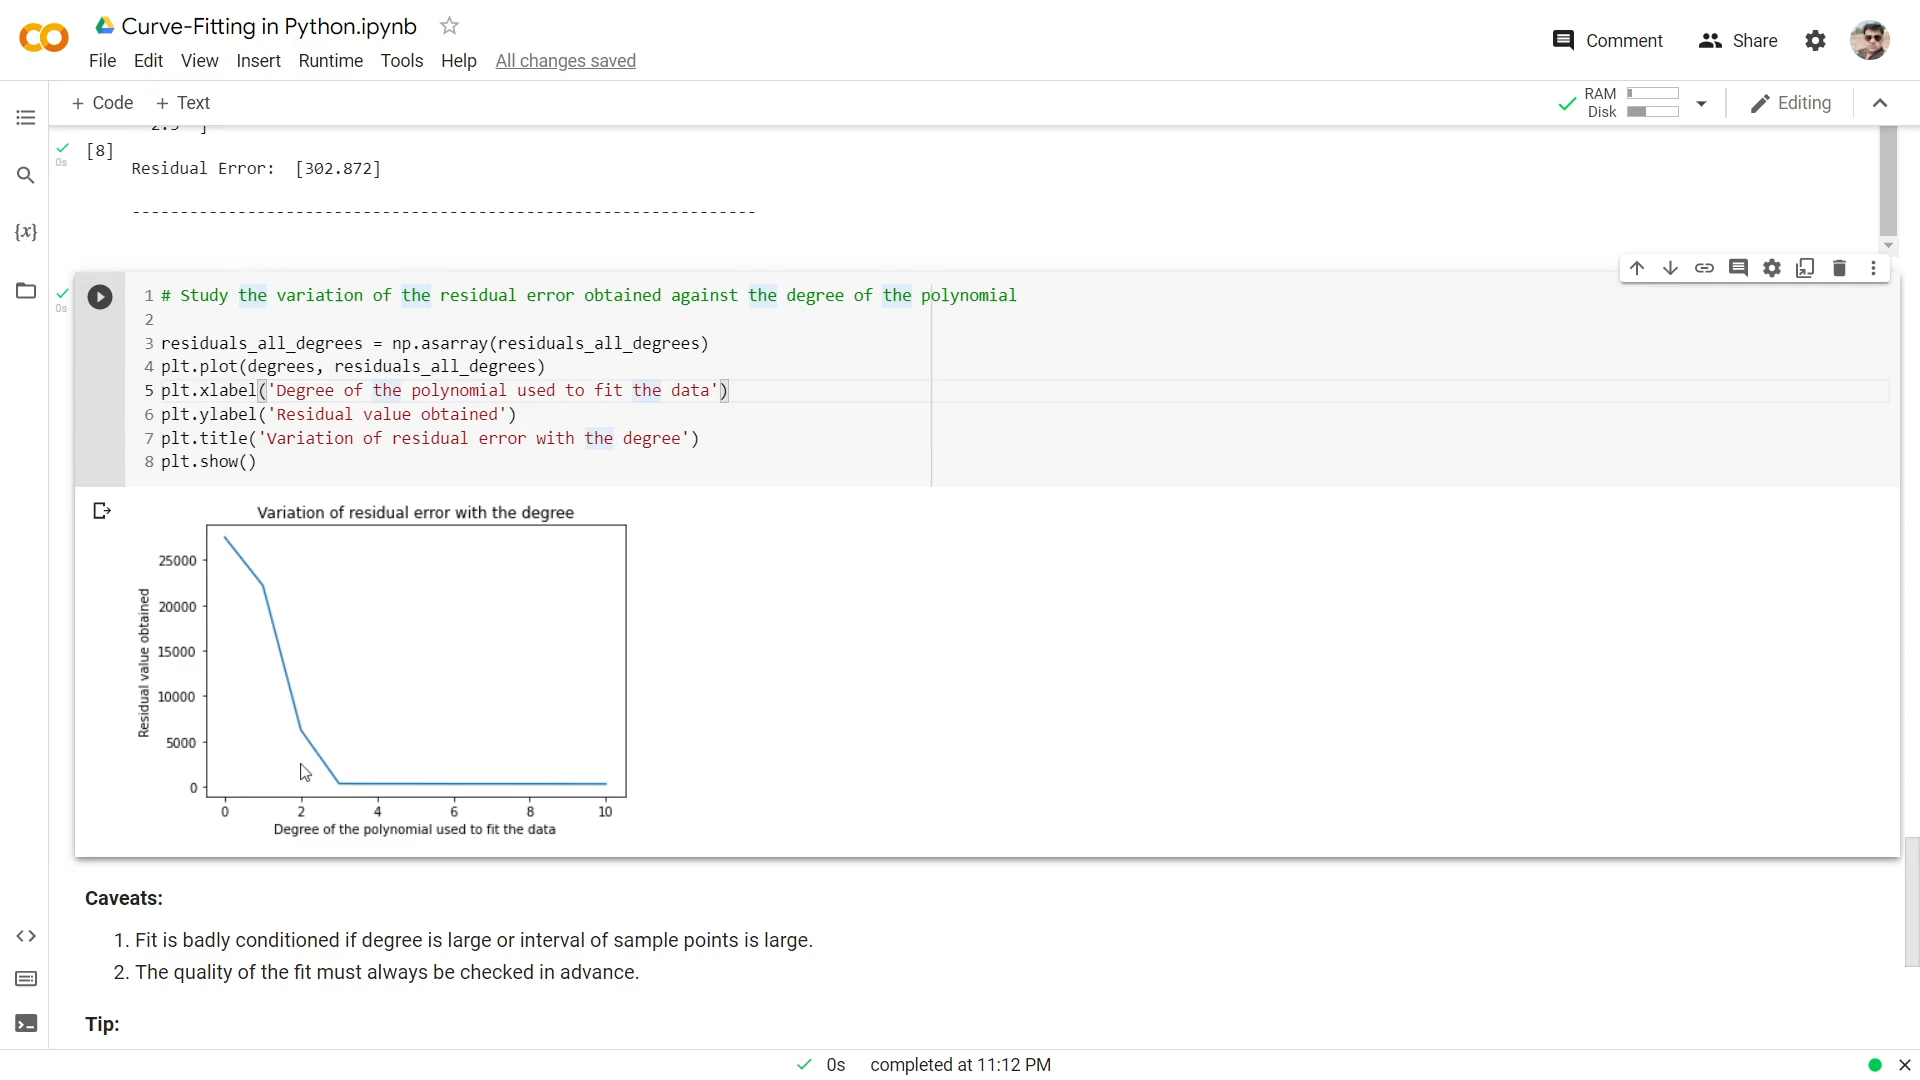 Curve-Fitting in Python.ipynb
File Edit View Insert Runtime Tools Help All changes saved
Comment Share
+ Code + Text
RAM
Disk
Editing
2.5 ]
[8]
0s
Residual Error: [302.872]
-----------------------------------------------------------------
{x}
0s
1 # Study the variation of the residual error obtained against the degree of the polynomial
2
3 residuals_all_degrees = np.asarray(residuals_all_degrees)
4 plt.plot(degrees, residuals_all_degrees)
5 plt.xlabel('Degree of the polynomial used to fit the data')
6 plt.ylabel('Residual value obtained')
7 plt.title('Variation of residual error with the degree')
8 plt.show()
Variation of residual error with the degree
25000
20000
15000
10000
5000
0
Residual value obtained
0 2 4 6 8 10
Degree of the polynomial used to fit the data
Caveats:
1. Fit is badly conditioned if degree is large or interval of sample points is large.
2. The quality of the fit must always be checked in advance.
Tip:
0s completed at 11:12 PM